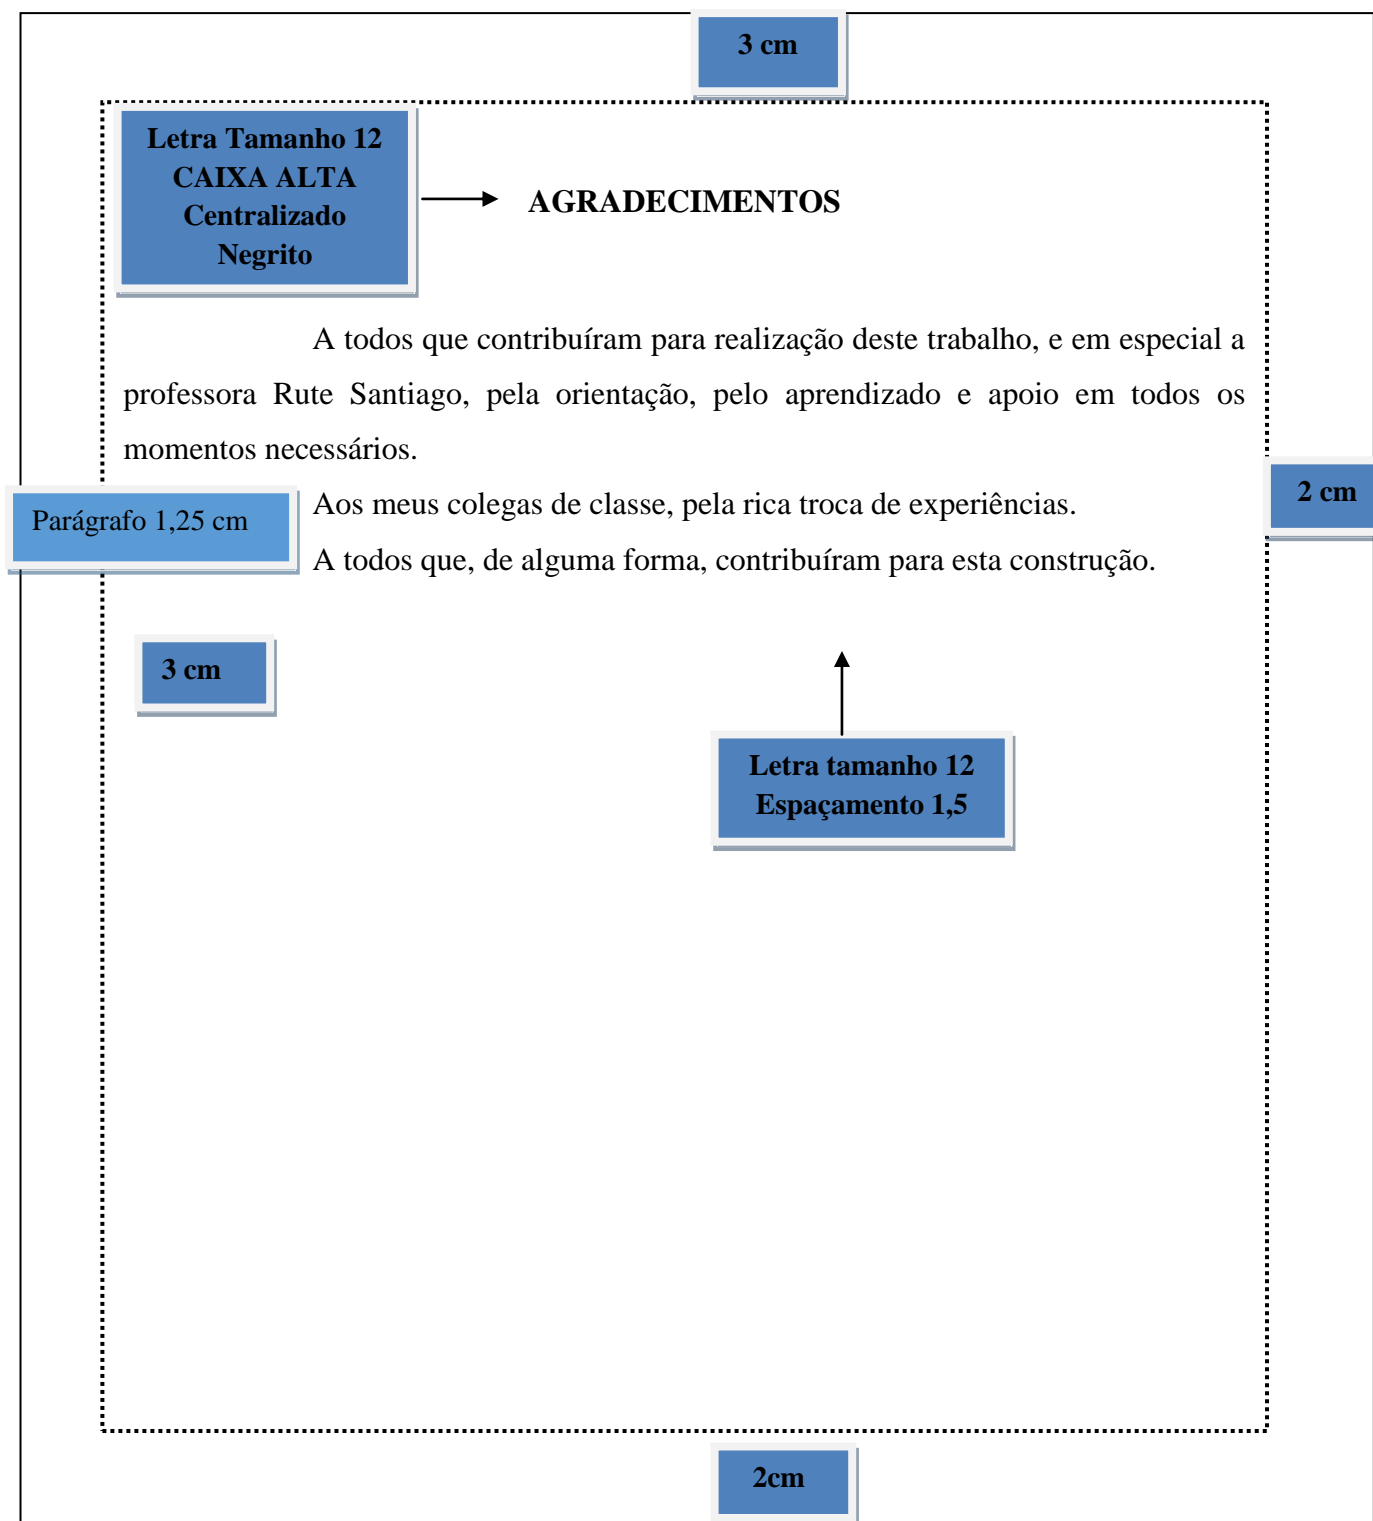 3 cm
Letra Tamanho 12
CAIXA ALTA
Centralizado
Negrito
AGRADECIMENTOS
A todos que contribuíram para realização deste trabalho, e em especial a
professora Rute Santiago, pela orientação, pelo aprendizado e apoio em todos os
momentos necessários.
2 cm
Parágrafo 1,25 cm
Aos meus colegas de classe, pela rica troca de experiências.
A todos que, de alguma forma, contribuíram para esta construção.
3 cm
Letra tamanho 12
Espaçamento 1,5
2cm